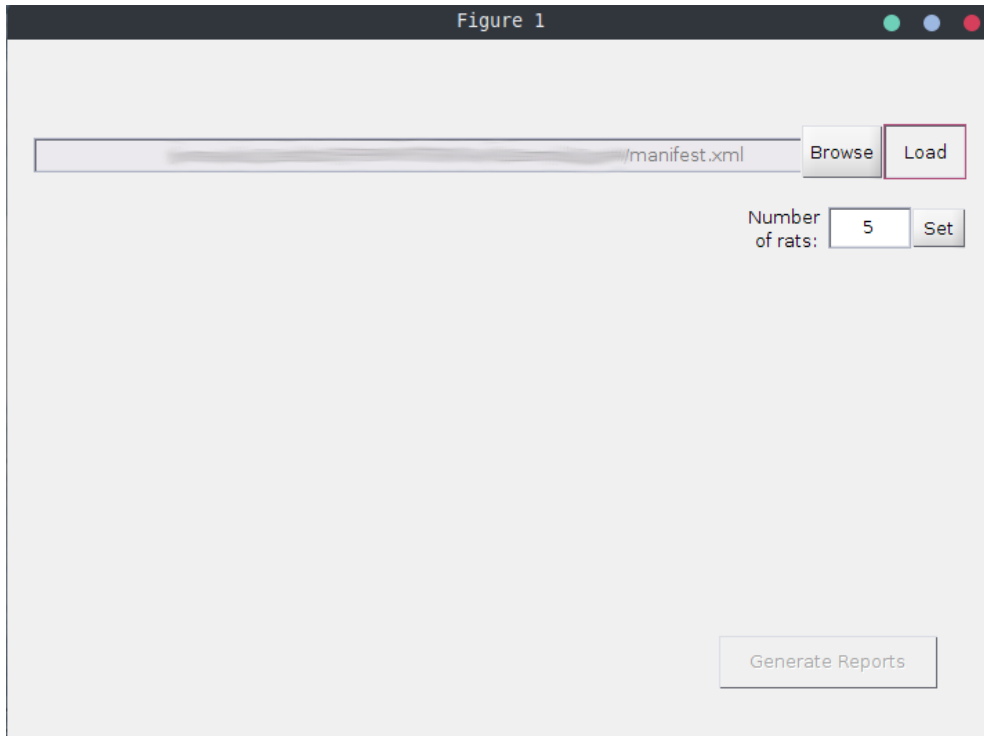 Figure 1
/manifest.xml
Browse
Load
Number
of rats:
5
Set
Generate Reports